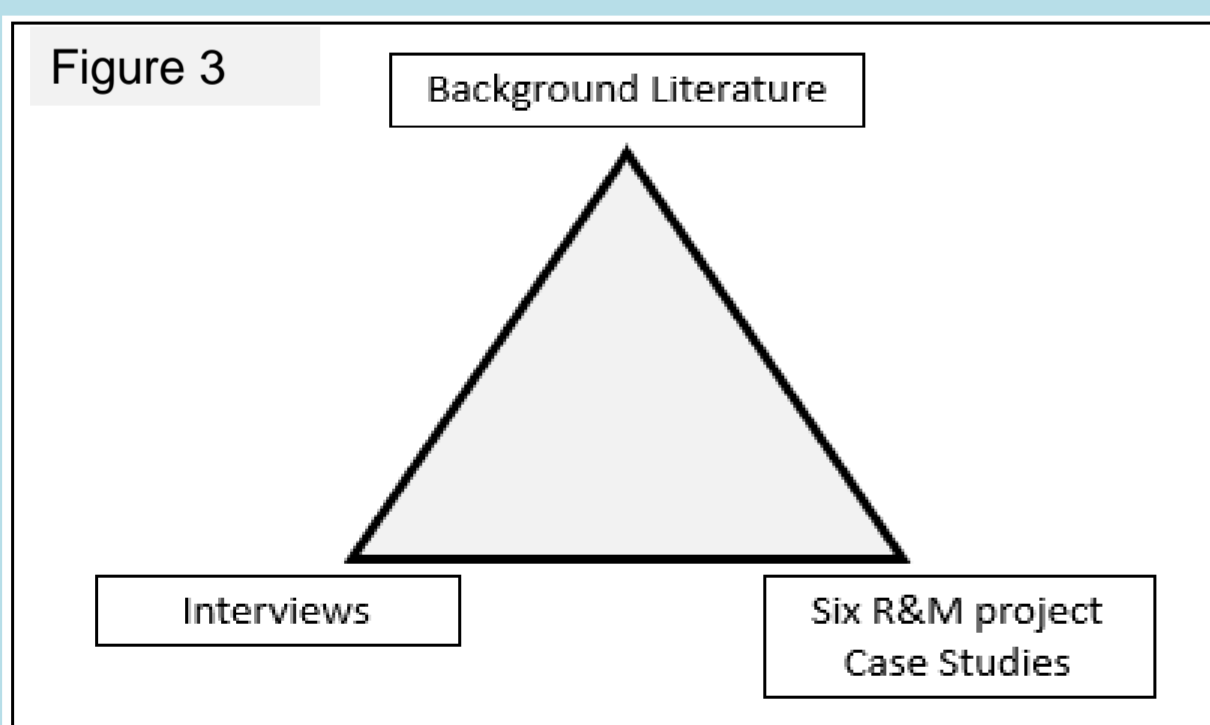 Figure 3
Background Literature
Interviews
Six R&M project
Case Studies